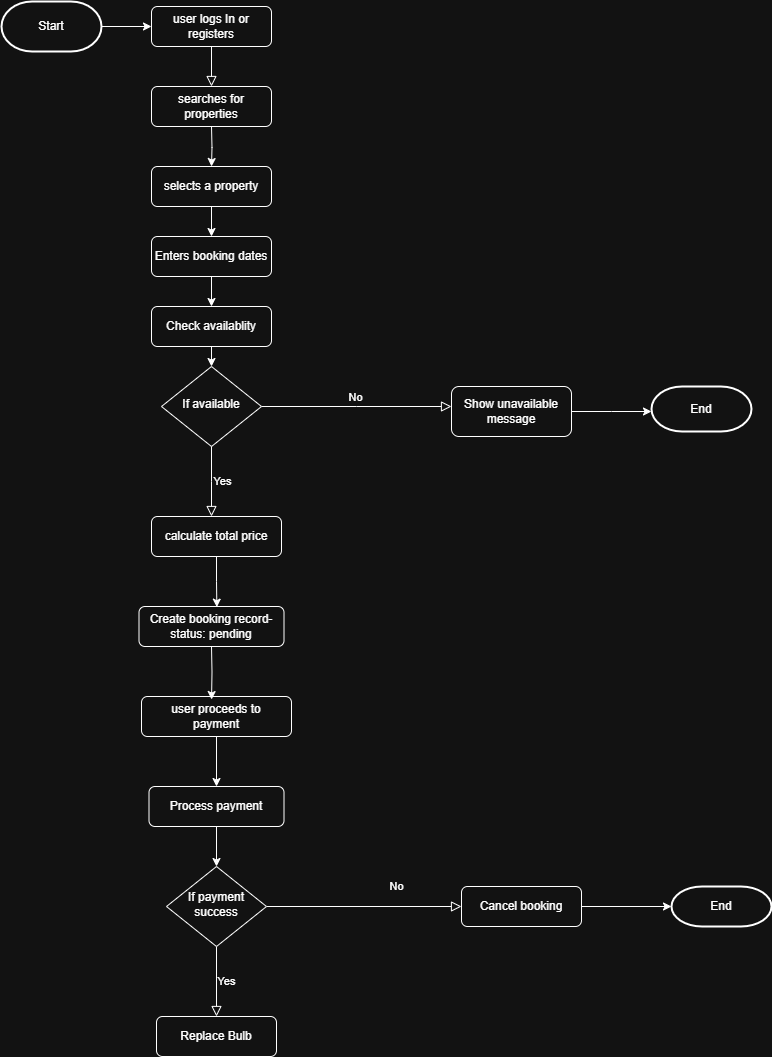 Start
user logs In or
registers
searches for
properties
selects a property
Enters booking dates
Check availablity
If available
No
Show unavailable
message
End
Yes
calculate total price
Create booking record-
status: pending
user proceeds to
payment
Process payment
If payment
success
No
Cancel booking
End
Yes
Replace Bulb